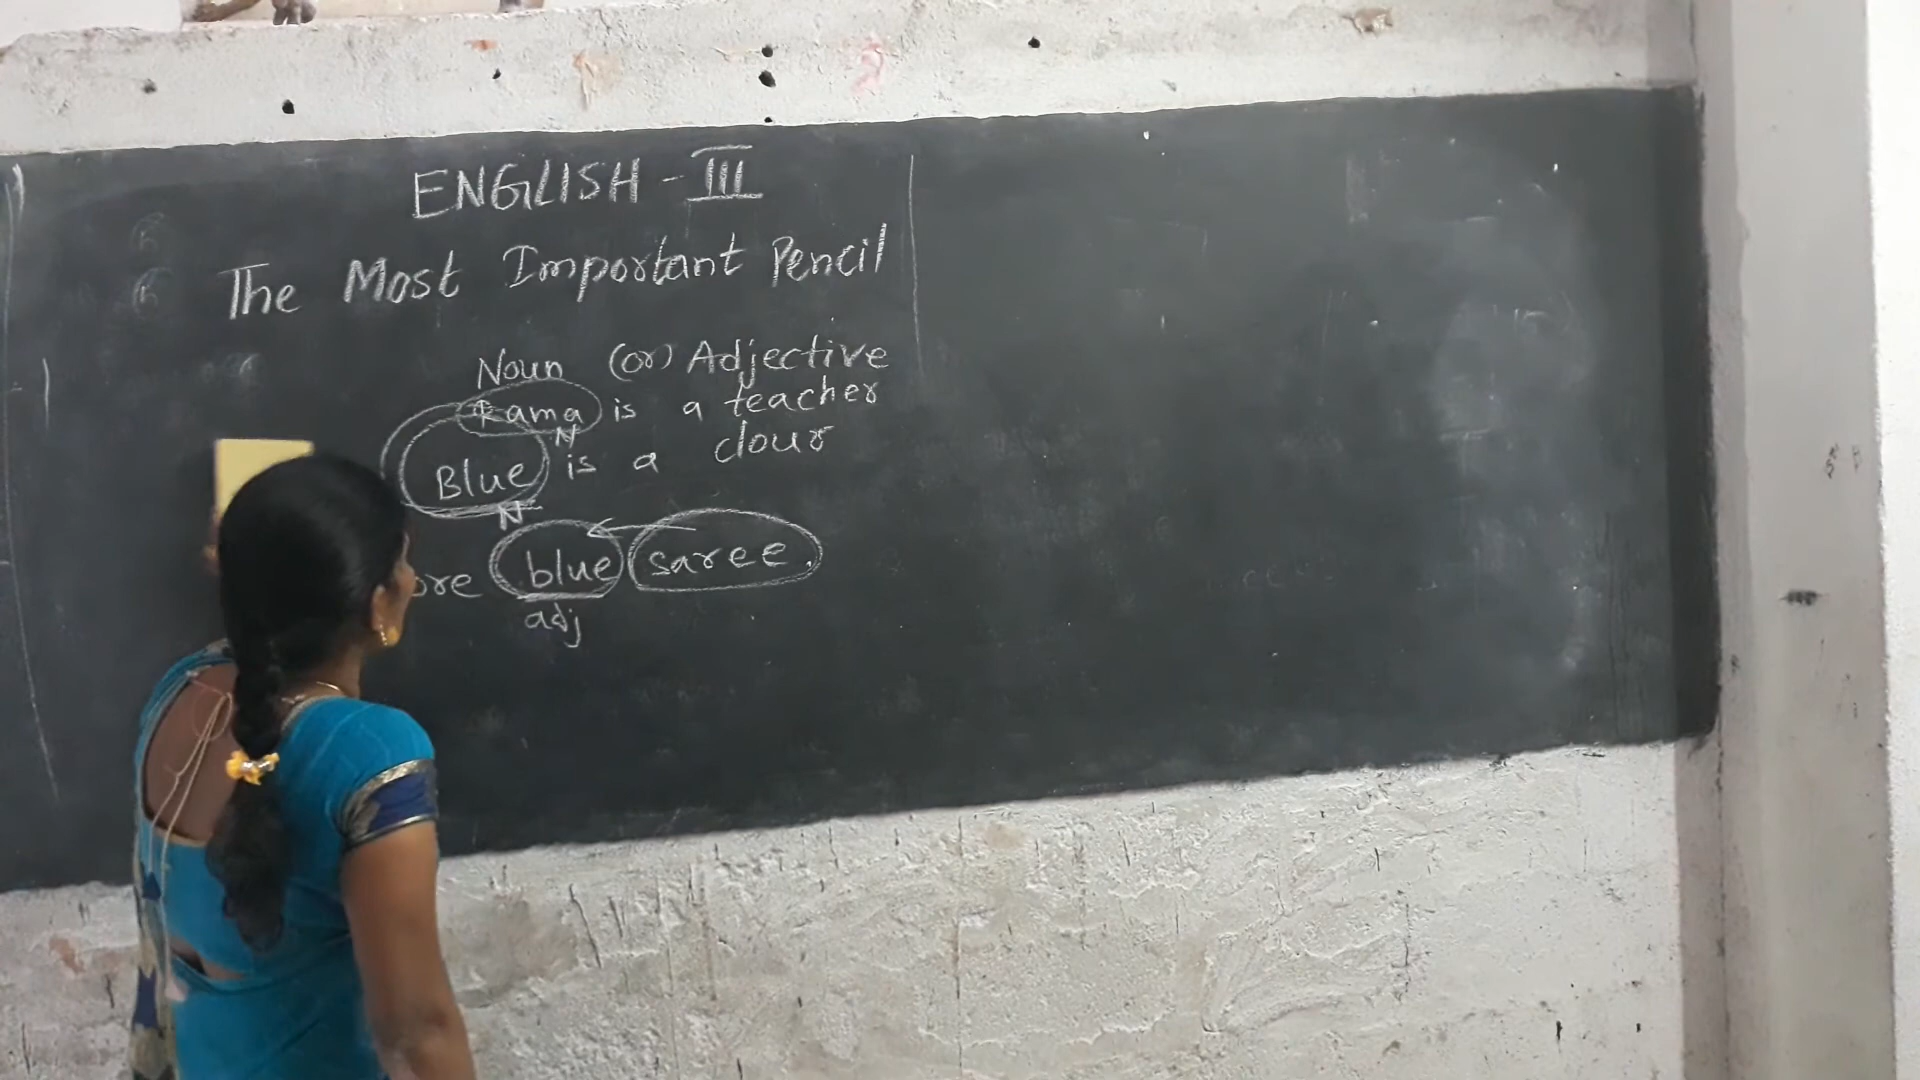 ENGLISH - III
The Most Important Pencil
Noun (or) Adjective
Rama is a teacher
N
Blue is a clour
N
ore blue saree.
adj